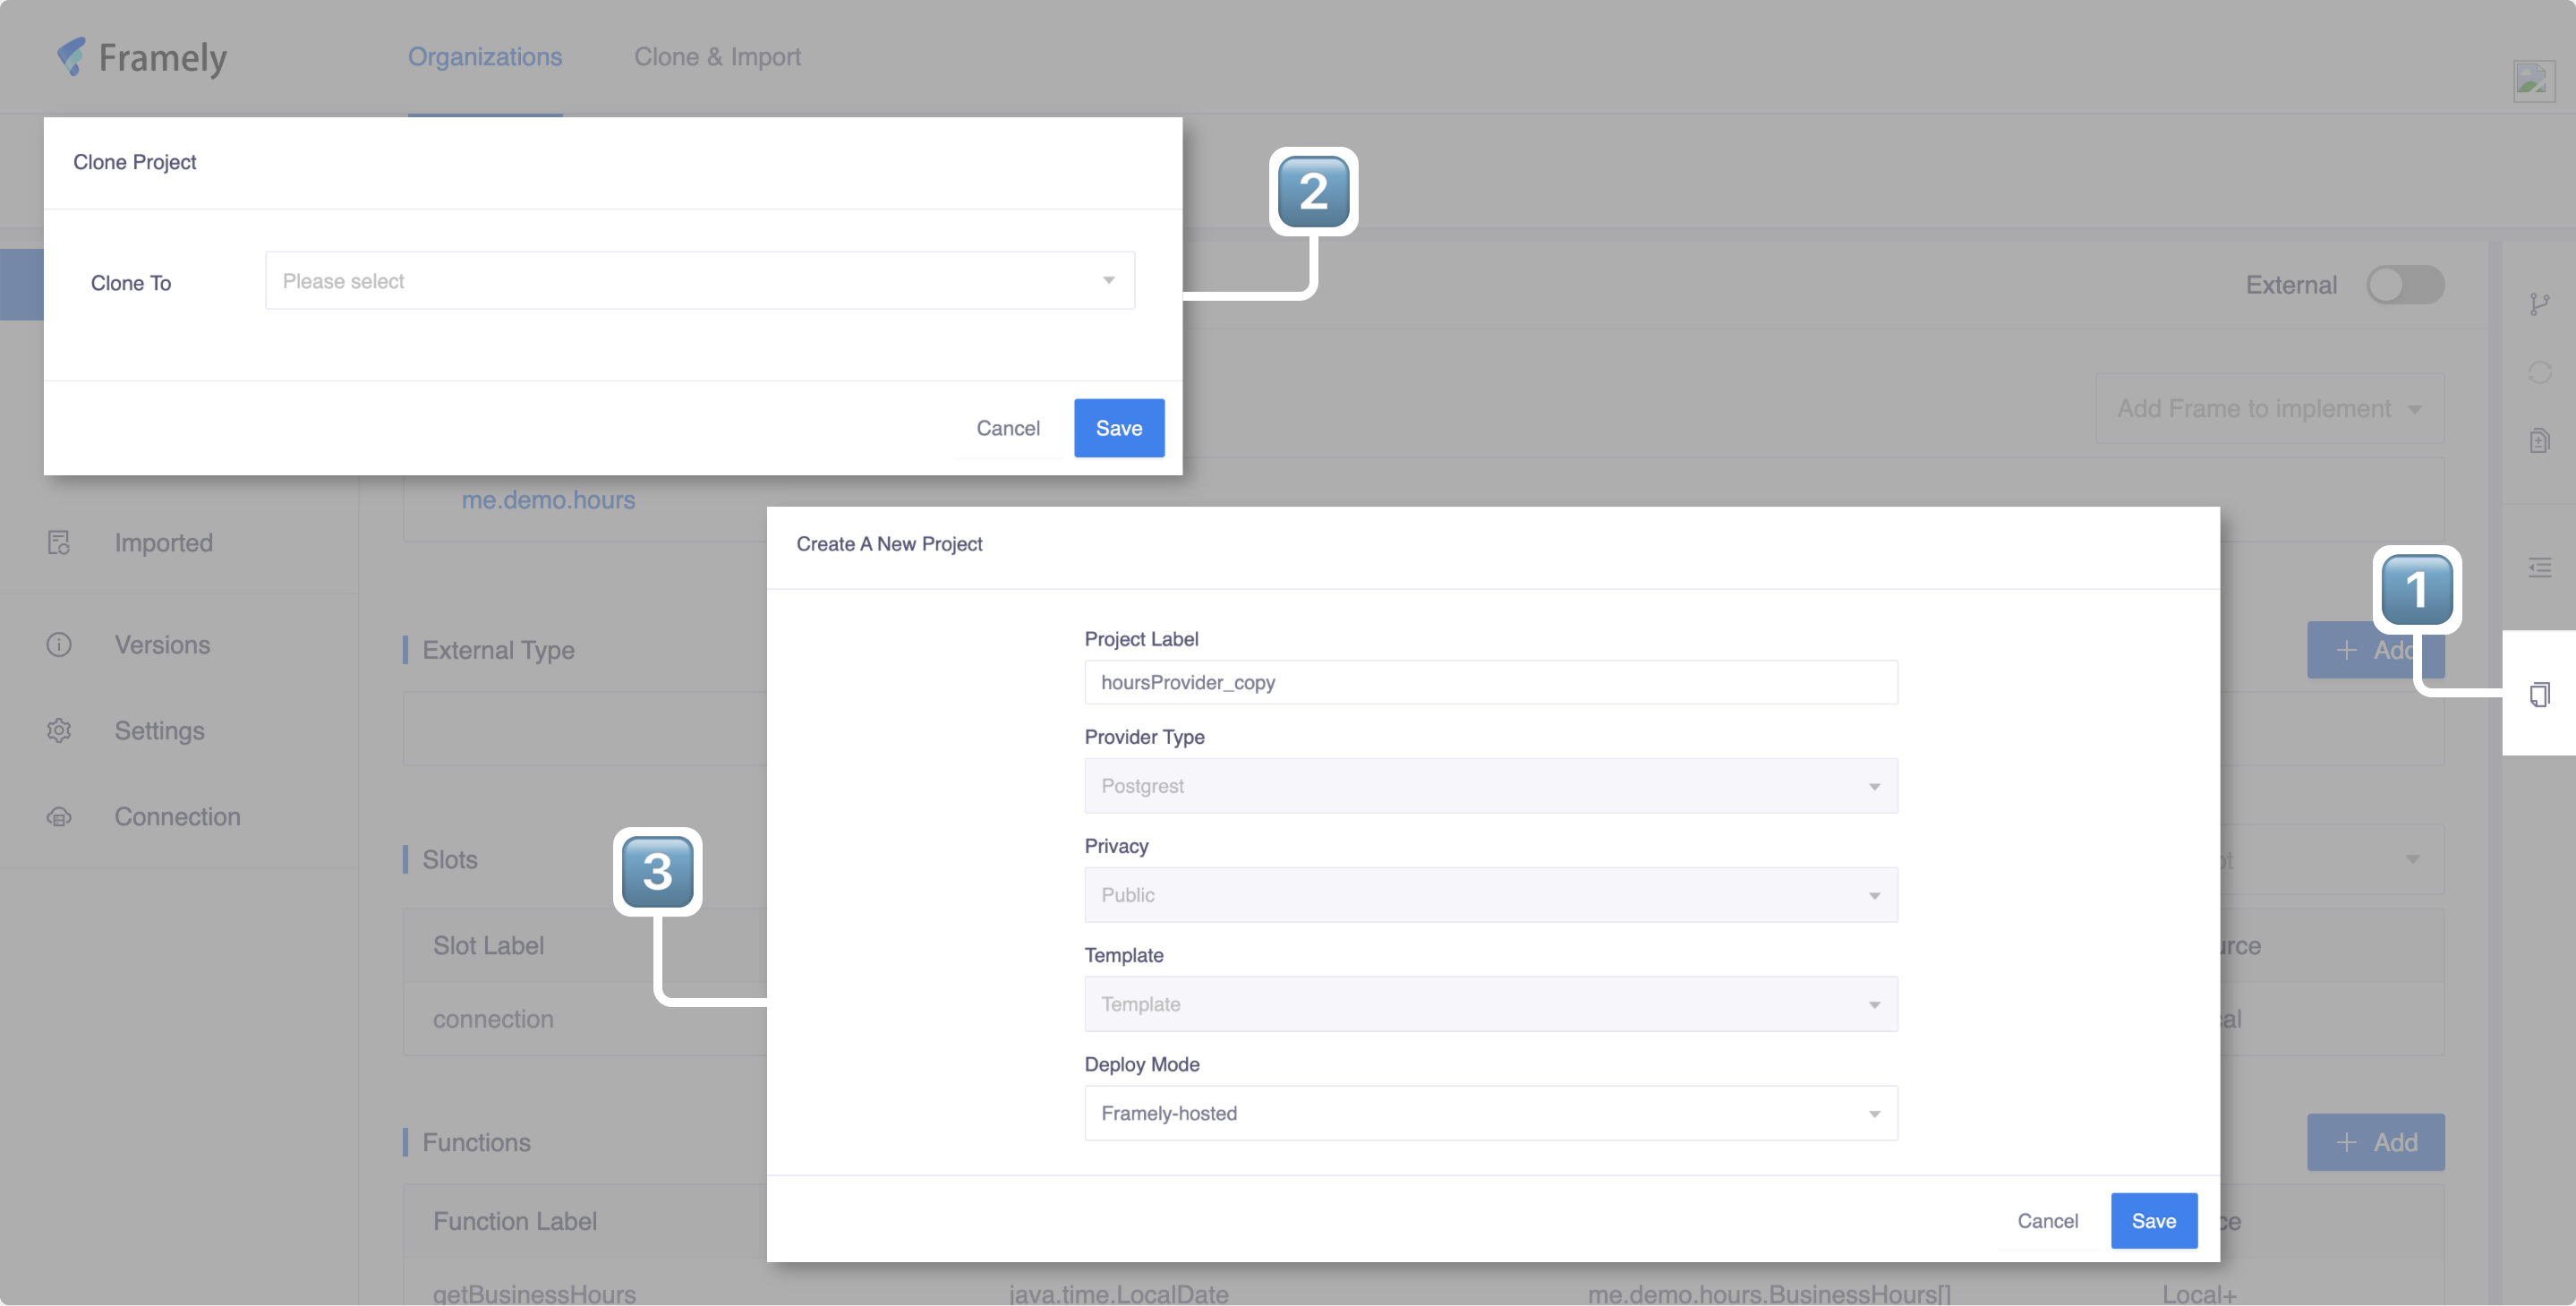 Framely
Organizations
Clone & Import
Clone Project
2
Clone To
Please select
External
Cancel
Save
Add Frame to implement
me.demo.hours
Imported
Create A New Project
1
Versions
External Type
Project Label
+ Add
hoursProvider_copy
Settings
Provider Type
Postgrest
Connection
Privacy
Slots
3
Public
Slot Label
Template
Template
connection
Deploy Mode
Framely-hosted
Functions
+ Add
Function Label
Cancel
Save
getBusinessHours
java.time.LocalDate
me.demo.hours.BusinessHours[]
Local+